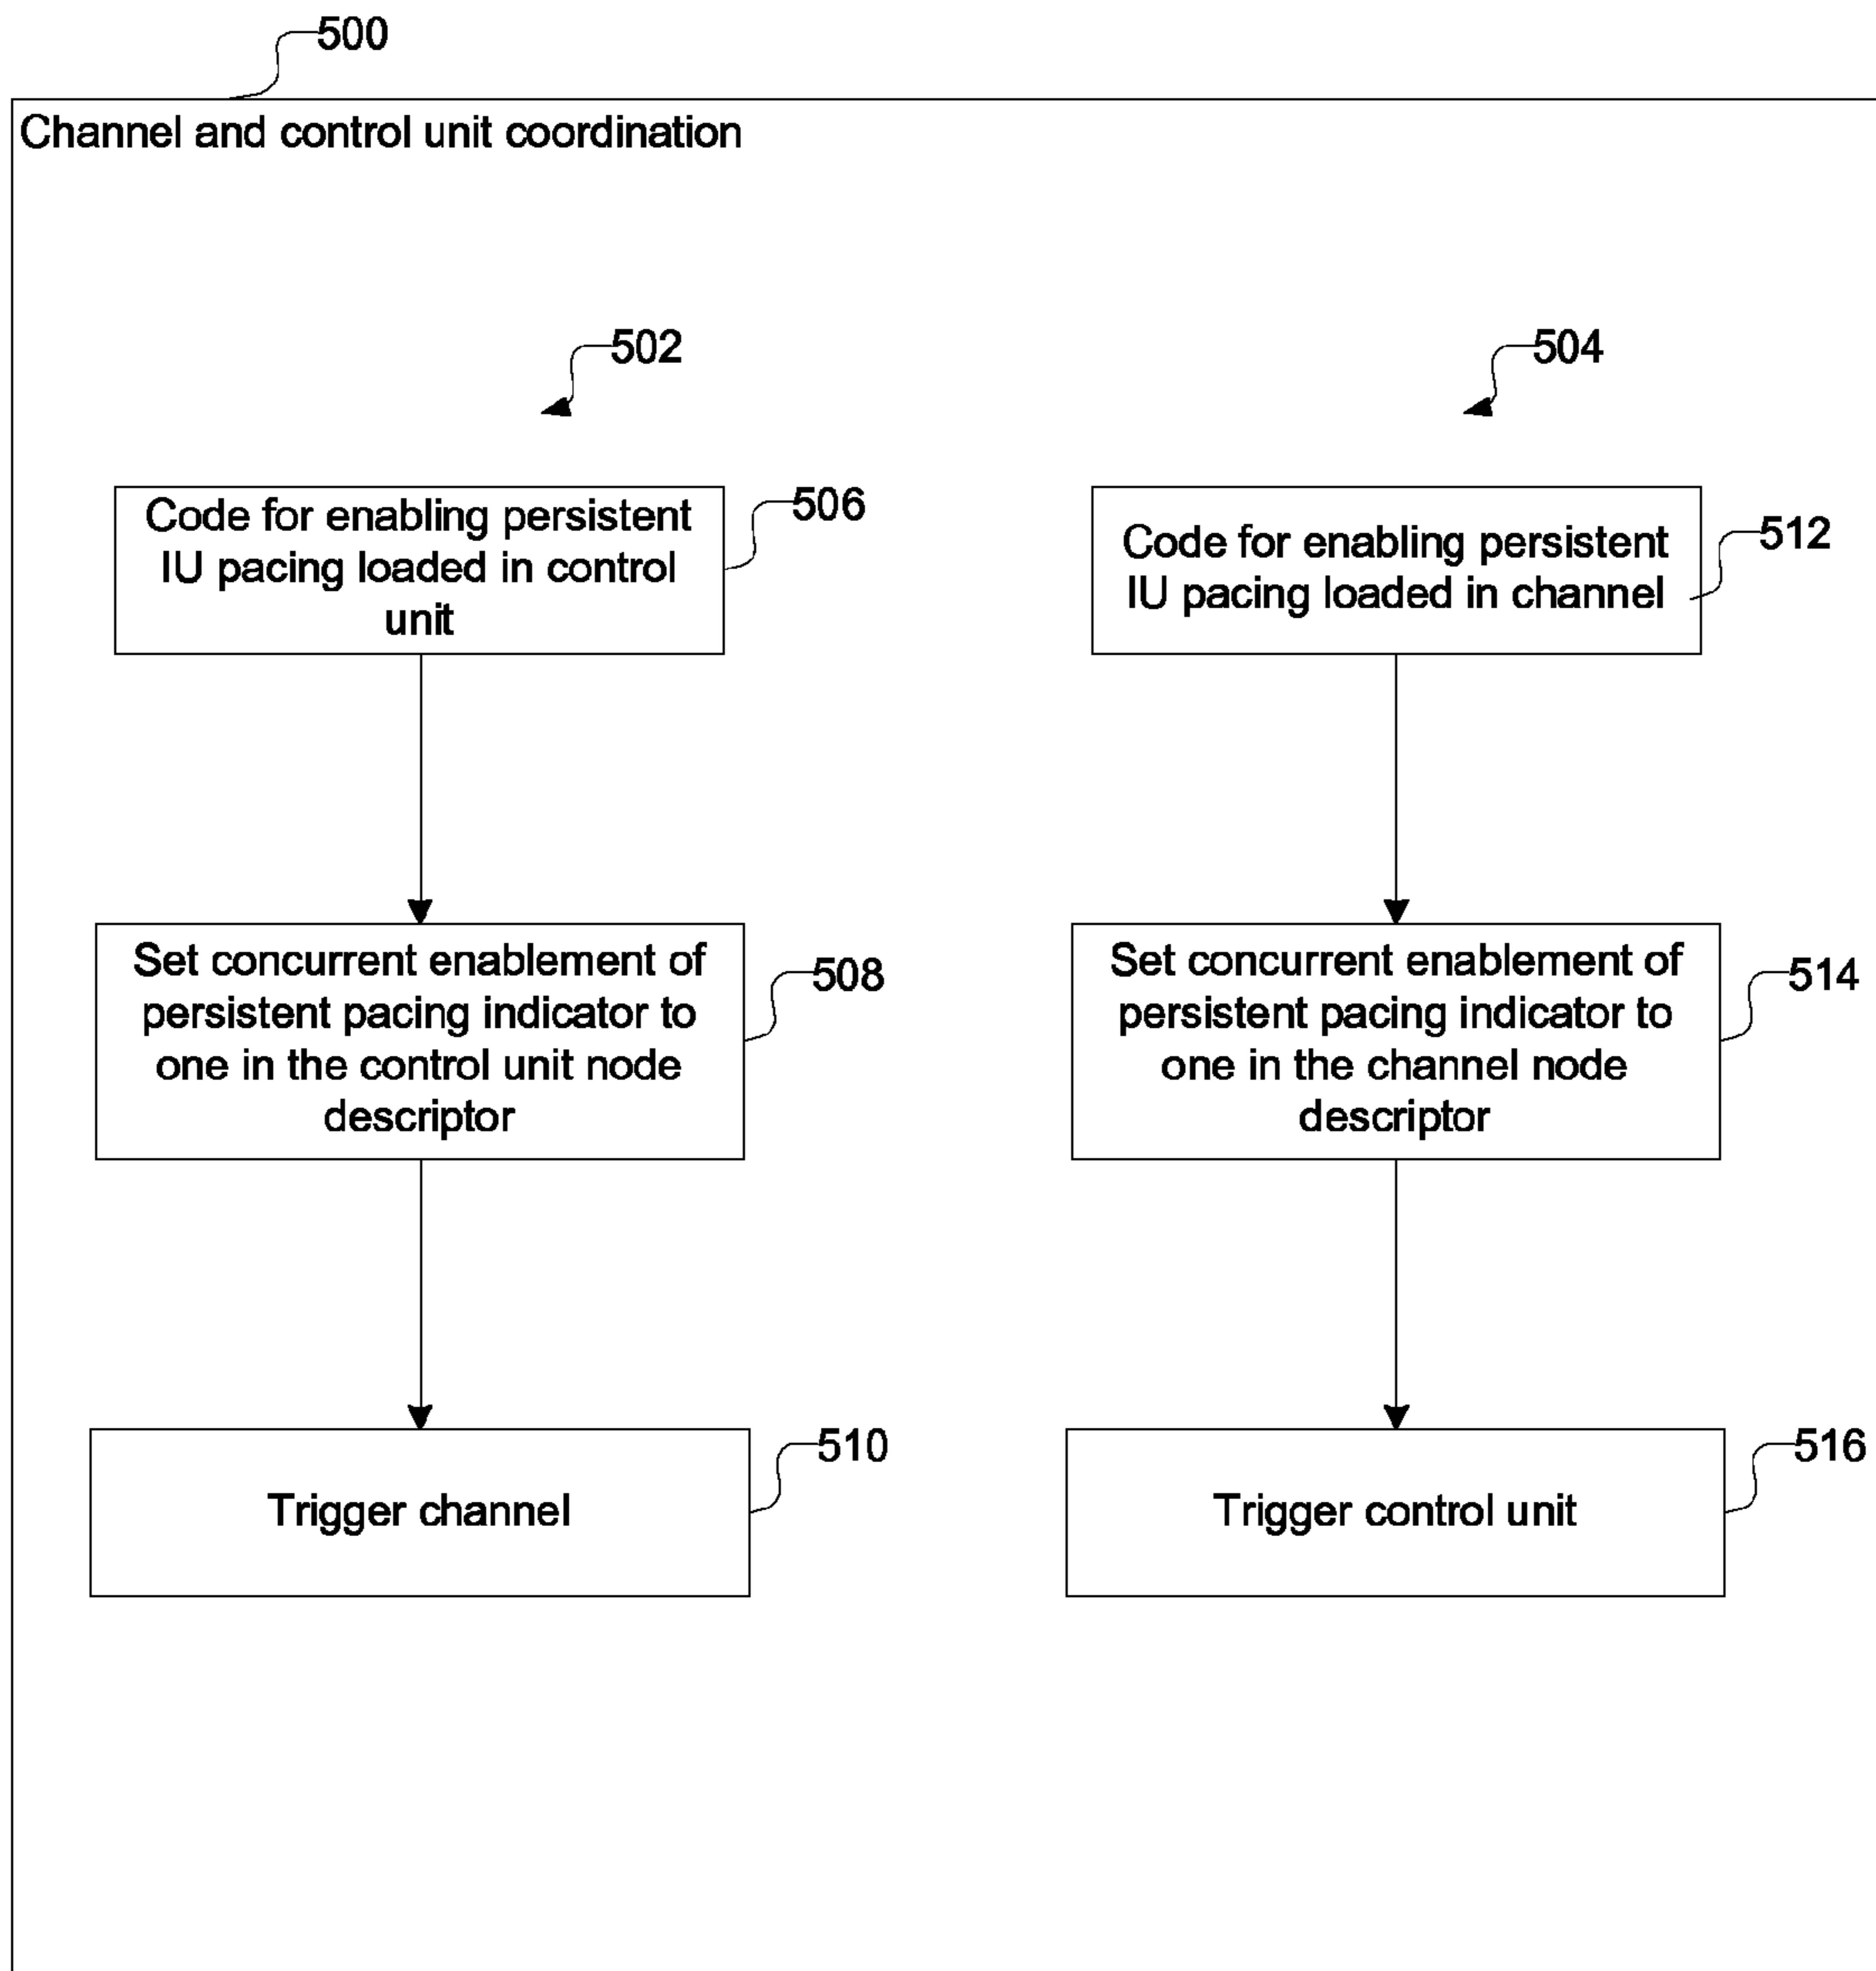 500
Channel and control unit coordination
502
504
Code for enabling persistent
IU pacing loaded in control
unit
506
Code for enabling persistent
IU pacing loaded in channel
512
Set concurrent enablement of
persistent pacing indicator to
one in the control unit node
descriptor
508
Set concurrent enablement of
persistent pacing indicator to
one in the channel node
descriptor
514
Trigger channel
510
Trigger control unit
516